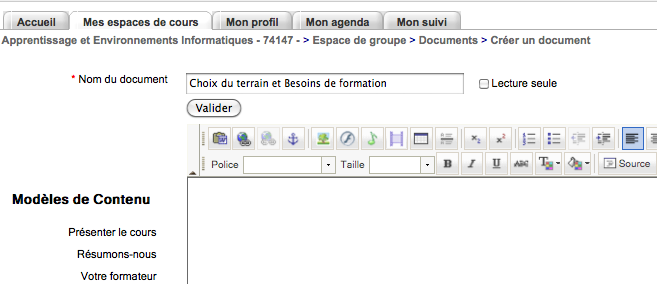 Accueil Mes espaces de cours Mon profil Mon agenda Mon suivi
Apprentissage et Environnements Informatiques - 74147 - > Espace de groupe > Documents > Créer un document
* Nom du document Choix du terrain et Besoins de formation Lecture seule
Valider
Police Taille B I U ABC T Source
Modèles de Contenu
Présenter le cours
Résumons-nous
Votre formateur